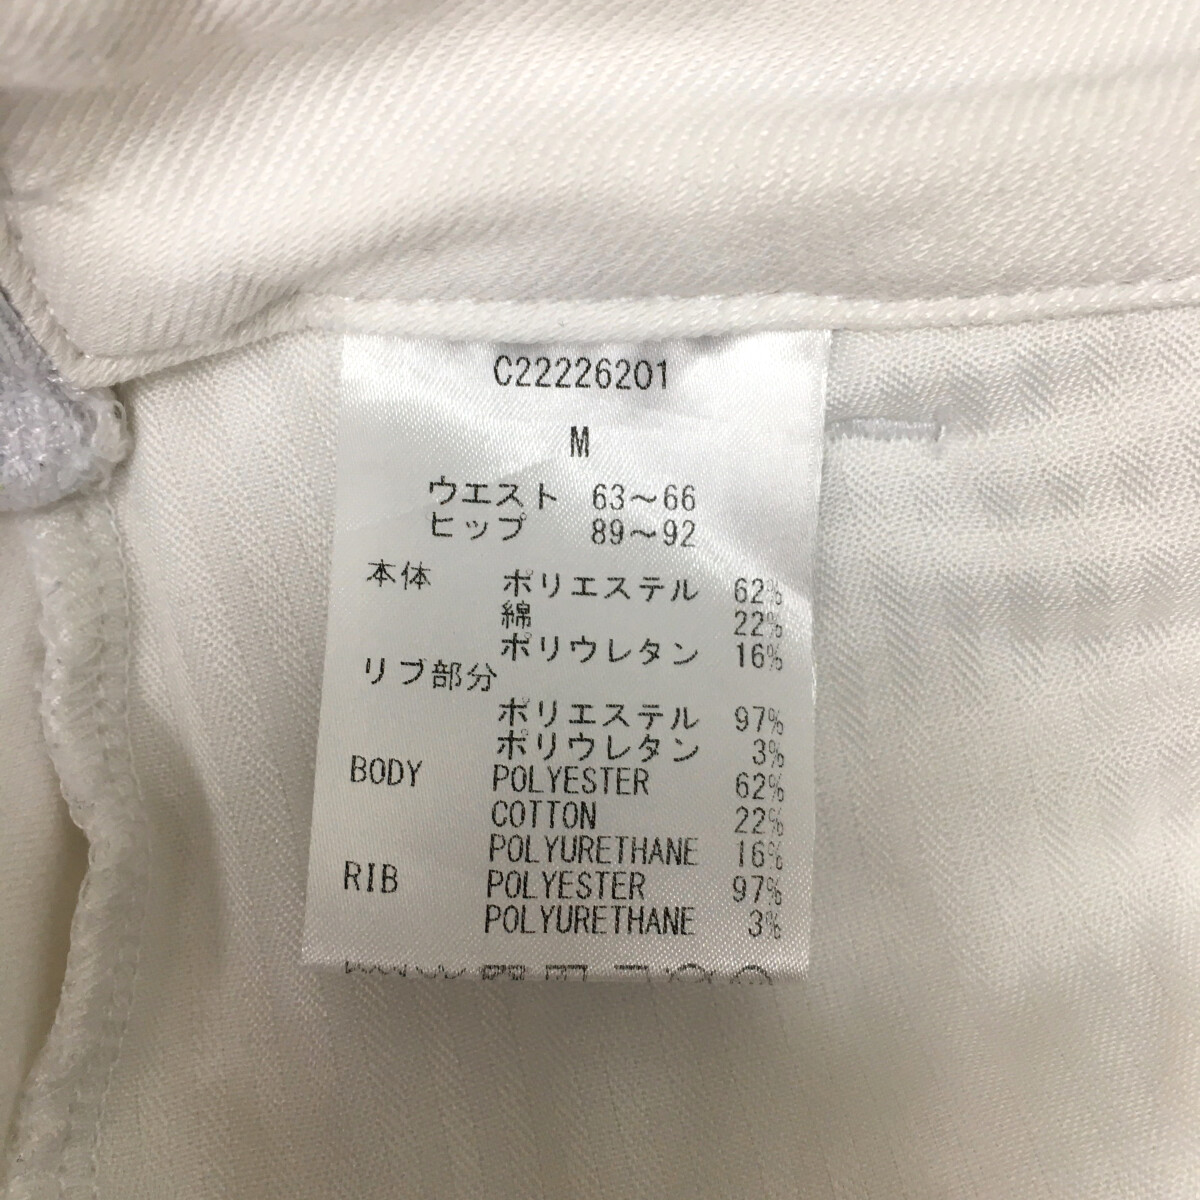 C22226201
M
ウエスト 63～66
ヒップ 89～92
本体 ポリエステル 62%
綿 22%
ポリウレタン 16%
リブ部分
ポリエステル 97%
ポリウレタン 3%
BODY POLYESTER 62%
COTTON 22%
POLYURETHANE 16%
RIB POLYESTER 97%
POLYURETHANE 3%